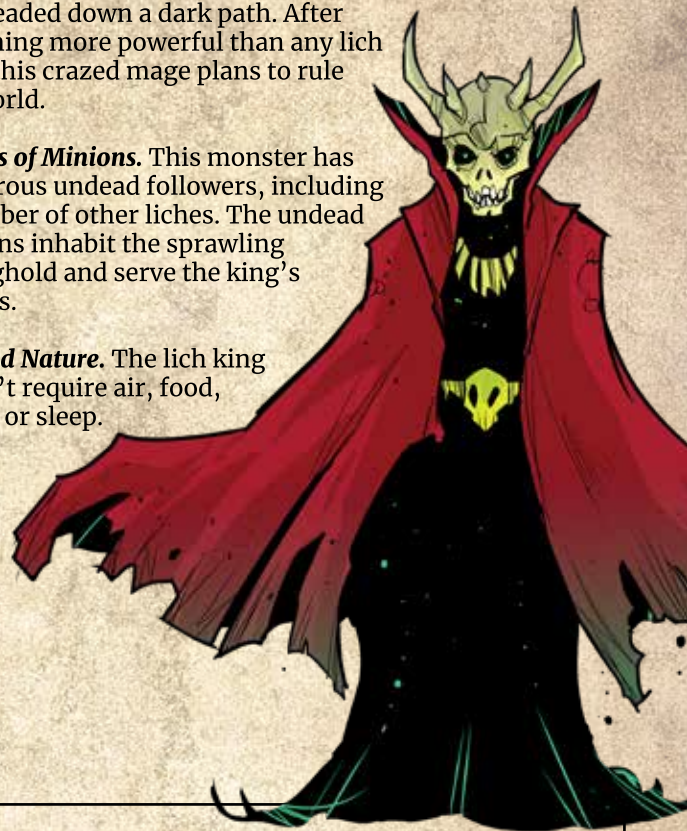 eaded down a dark path. After
ning more powerful than any lich
his crazed mage plans to rule
orld.
s of Minions. This monster has
rous undead followers, including
ber of other liches. The undead
ns inhabit the sprawling
ghold and serve the king’s
s.
d Nature. The lich king
’t require air, food,
or sleep.